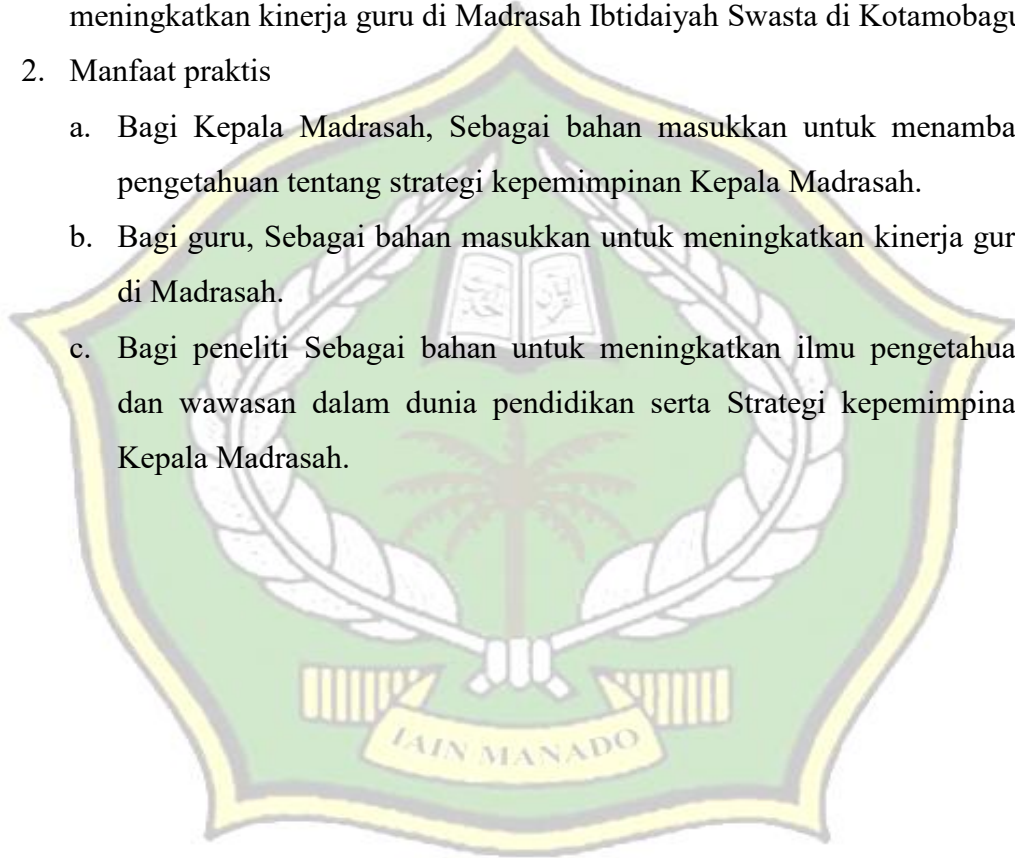 meningkatkan kinerja guru di Madrasah Ibtidaiyah Swasta di Kotamobagu
2. Manfaat praktis
a. Bagi Kepala Madrasah, Sebagai bahan masukkan untuk menamba
pengetahuan tentang strategi kepemimpinan Kepala Madrasah.
b. Bagi guru, Sebagai bahan masukkan untuk meningkatkan kinerja gur
di Madrasah.
c. Bagi peneliti Sebagai bahan untuk meningkatkan ilmu pengetahua
dan wawasan dalam dunia pendidikan serta Strategi kepemimpina
Kepala Madrasah.
IAIN MANADO